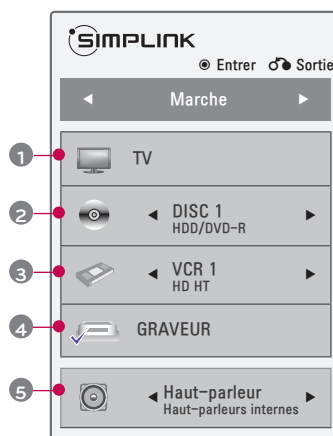 SIMPLINK
Entrer Sortie
Marche
1 TV
2 DISC 1
HDD/DVD-R
3 VCR 1
HD HT
4 GRAVEUR
5 Haut-parleur
Haut-parleurs internes